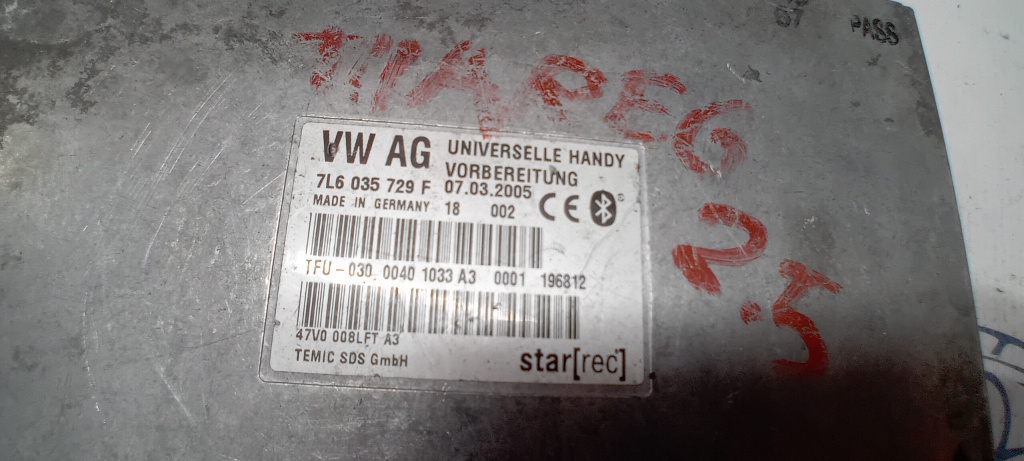 PASS
TUAPEG
2.5
VW AG UNIVERSELLE HANDY
VORBEREITUNG
7L6 035 729 F 07.03.2005
MADE IN GERMANY 18 002 CE
TFU-030 0040 1033 A3 0001 196812
47V0 008LFT A3
TEMIC SDS GmbH star[rec]